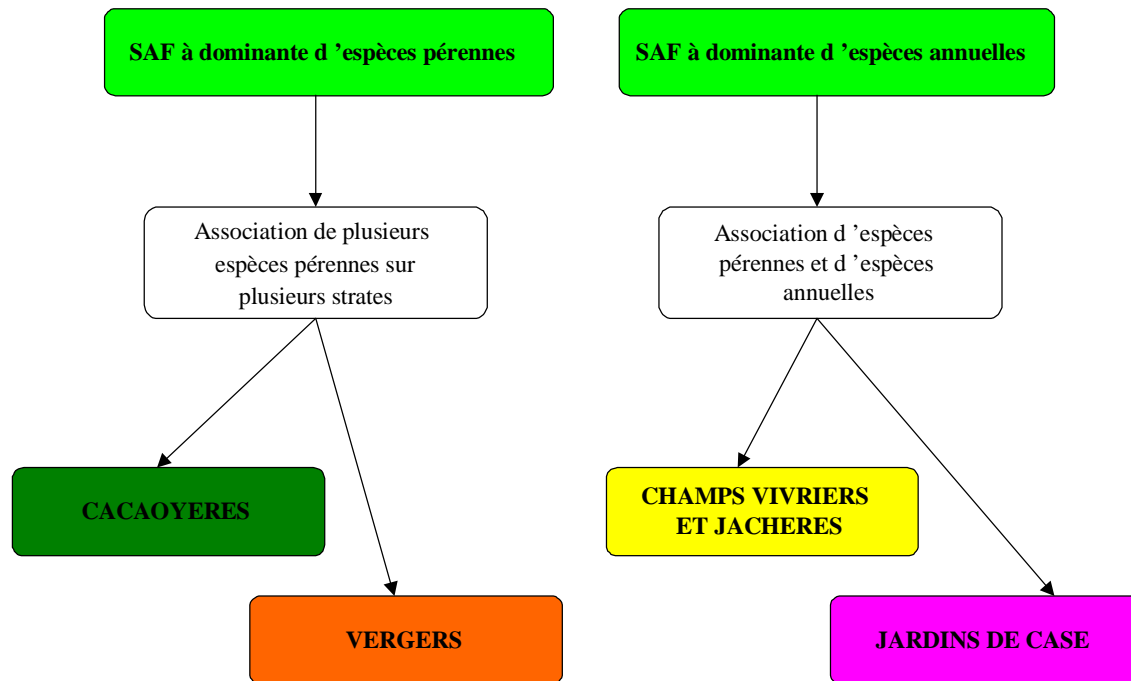 SAF à dominante d ’espèces pérennes
SAF à dominante d ’espèces annuelles
Association de plusieurs
espèces pérennes sur
plusieurs strates
Association d ’espèces
pérennes et d ’espèces
annuelles
CACAOYERES
CHAMPS VIVRIERS
ET JACHERES
VERGERS
JARDINS DE CASE